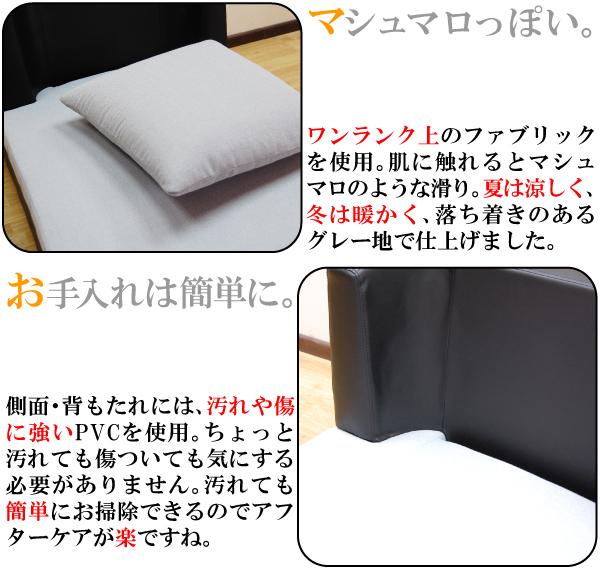 マシュマロっぽい。
ワンランク上のファブリック
を使用。肌に触れるとマシュ
マロのような滑り。夏は涼しく、
冬は暖かく、落ち着きのある
グレー地で仕上げました。
お手入れは簡単に。
側面・背もたれには、汚れや傷
に強いPVCを使用。ちょっと
汚れても傷ついても気にする
必要がありません。汚れても
簡単にお掃除できるのでアフ
ターケアが楽ですね。